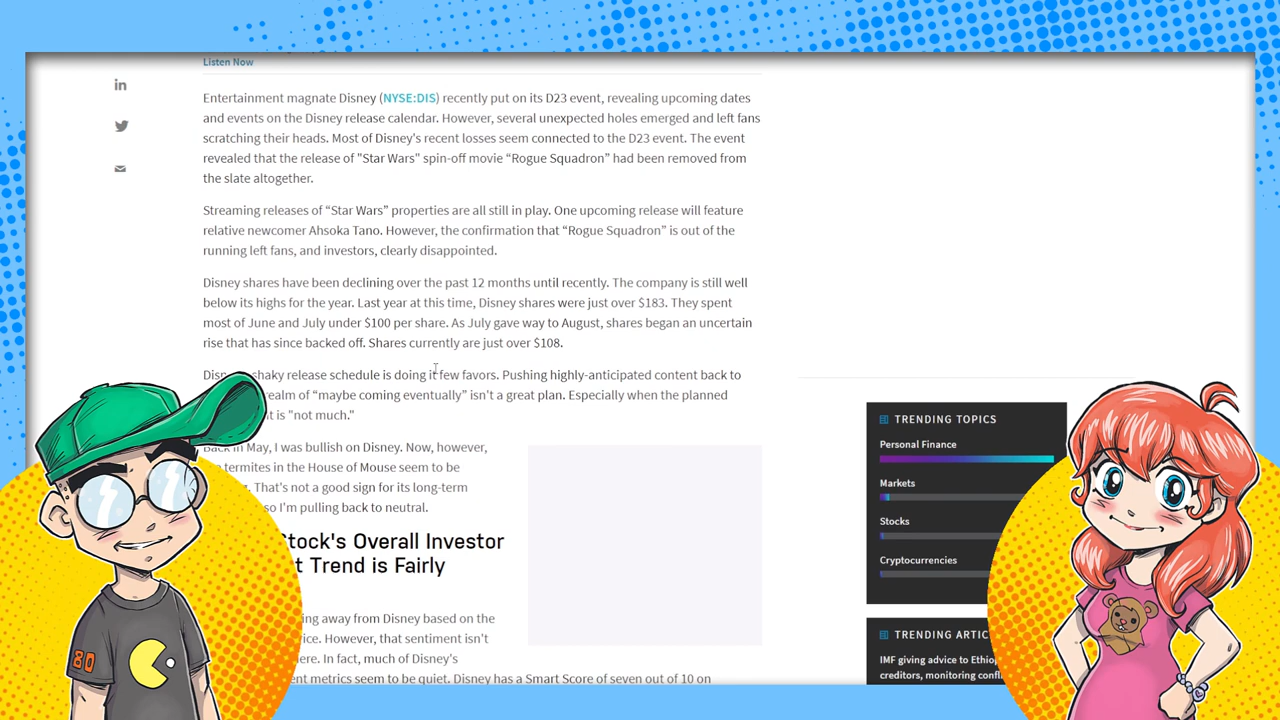 Listen Now
Entertainment magnate Disney (NYSE:DIS) recently put on its D23 event, revealing upcoming dates
and events on the Disney release calendar. However, several unexpected holes emerged and left fans
scratching their heads. Most of Disney's recent losses seem connected to the D23 event. The event
revealed that the release of "Star Wars" spin-off movie “Rogue Squadron” had been removed from
the slate altogether.
Streaming releases of “Star Wars” properties are all still in play. One upcoming release will feature
relative newcomer Ahsoka Tano. However, the confirmation that “Rogue Squadron” is out of the
running left fans, and investors, clearly disappointed.
Disney shares have been declining over the past 12 months until recently. The company is still well
below its highs for the year. Last year at this time, Disney shares were just over $183. They spent
most of June and July under $100 per share. As July gave way to August, shares began an uncertain
rise that has since backed off. Shares currently are just over $108.
shaky release schedule is doing it few favors. Pushing highly-anticipated content back to
realm of “maybe coming eventually” isn't a great plan. Especially when the planned
is "not much."
Back in May, I was bullish on Disney. Now, however,
termites in the House of Mouse seem to be
That's not a good sign for its long-term
so I'm pulling back to neutral.
Stock's Overall Investor
Trend is Fairly
away from Disney based on the
However, that sentiment isn't
In fact, much of Disney's
metrics seem to be quiet. Disney has a Smart Score of seven out of 10 on
TRENDING TOPICS
Personal Finance
Markets
Stocks
Cryptocurrencies
TRENDING
IMF giving advice to
creditors, monitoring
80